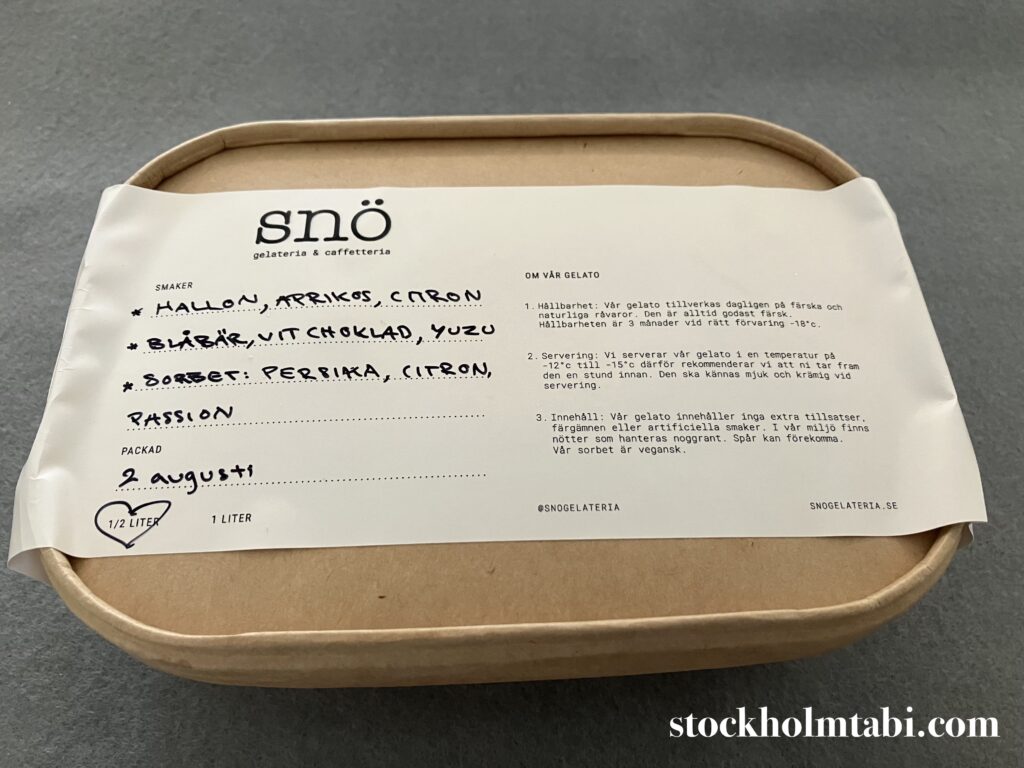 snö
gelateria & caffetteria
SMAKER
* HALLON, APRIKOS, CITRON
* BLÅBÄR, VIT CHOKLAD, YUZU
* SORBET: PERSIKA, CITRON,
PASSION
PACKAD
2 augusti
1/2 LITER
1 LITER
OM VÅR GELATO
1. Hållbarhet: Vår gelato tillverkas dagligen på färska och
naturliga råvaror. Den är alltid godast färsk.
Hållbarheten är 3 månader vid rätt förvaring -18°c.
2. Servering: Vi serverar vår gelato i en temperatur på
-12°c till -15°c därför rekommenderar vi att ni tar fram
den en stund innan. Den ska kännas mjuk och krämig vid
servering.
3. Innehåll: Vår gelato innehåller inga extra tillsatser,
färgämnen eller artificiella smaker. I vår miljö finns
nötter som hanteras noggrant. Spår kan förekomma.
Vår sorbet är vegansk.
@SNOGELATERIA
SNOGELATERIA.SE
stockholmtabi.com